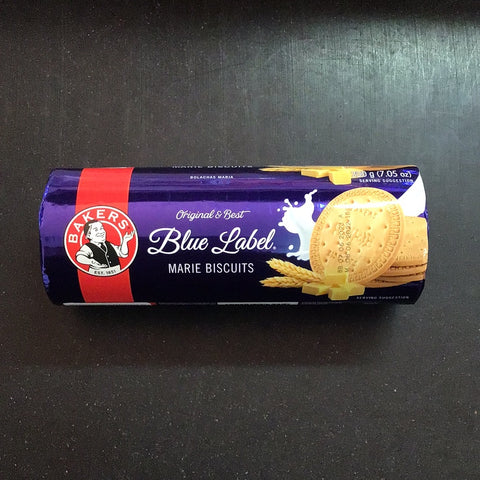 MARIE BISCUITS
BOLACHAS MARIA
g (7.05 oz)
SERVING SUGGESTION
BAKERS
EST. 1851
Original & Best
Blue Label
MARIE BISCUITS
SERVING SUGGESTION